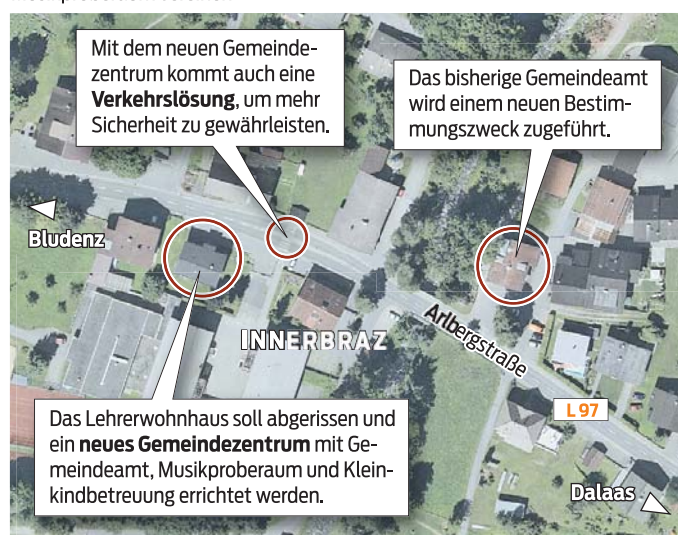 Mit dem neuen Gemeinde-
zentrum kommt auch eine
Verkehrslösung, um mehr
Sicherheit zu gewährleisten.
Das bisherige Gemeindeamt
wird einem neuen Bestim-
mungszweck zugeführt.
Bludenz
INNERBRAZ
Arlbergstraße
L 97
Das Lehrerwohnhaus soll abgerissen und
ein neues Gemeindezentrum mit Ge-
meindeamt, Musikproberaum und Klein-
kindbetreuung errichtet werden.
Dalaas